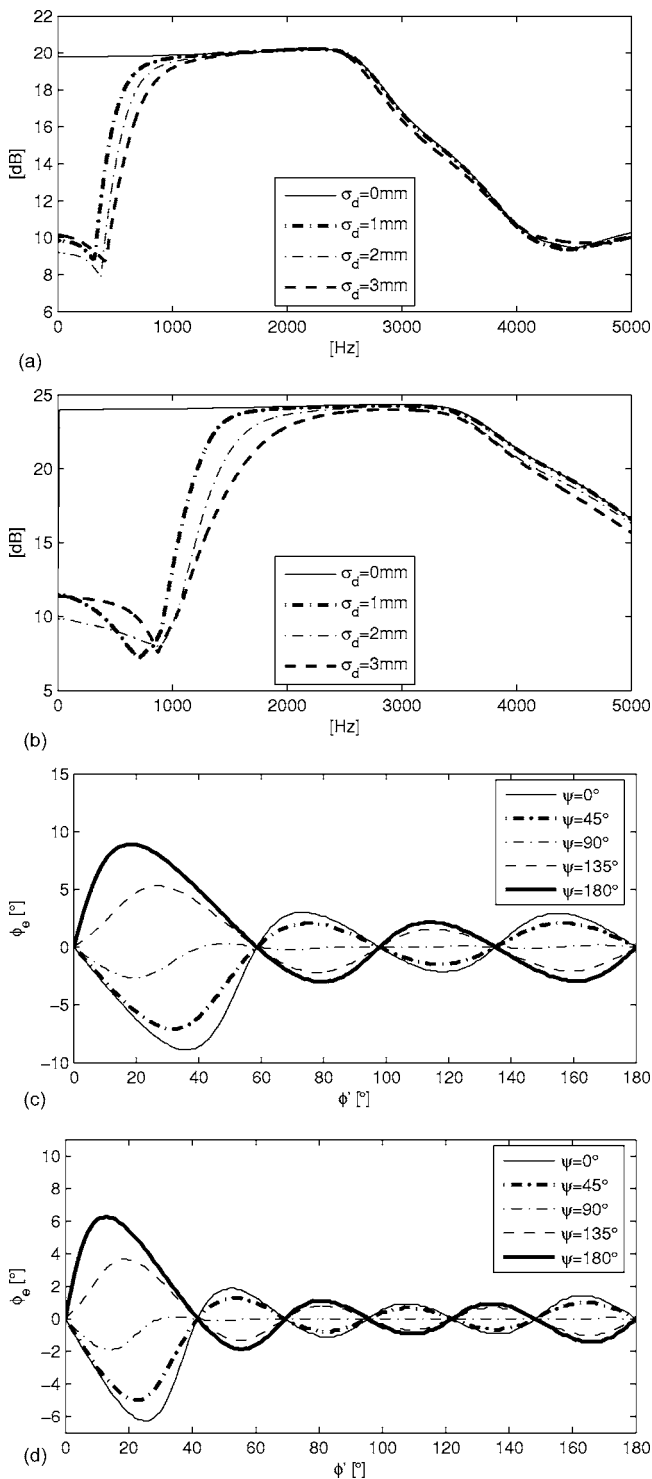 22
20
18
16
14
12
10
8
6
[dB]
σd=0mm
σd=1mm
σd=2mm
σd=3mm
0 1000 2000 3000 4000 5000
[Hz]
(a)
25
20
15
10
5
[dB]
σd=0mm
σd=1mm
σd=2mm
σd=3mm
0 1000 2000 3000 4000 5000
[Hz]
(b)
15
10
5
0
−5
−10
ϕe [°]
ψ=0°
ψ=45°
ψ=90°
ψ=135°
ψ=180°
0 20 40 60 80 100 120 140 160 180
ϕ' [°]
(c)
10
8
6
4
2
0
−2
−4
−6
ϕe [°]
ψ=0°
ψ=45°
ψ=90°
ψ=135°
ψ=180°
0 20 40 60 80 100 120 140 160 180
ϕ' [°]
(d)